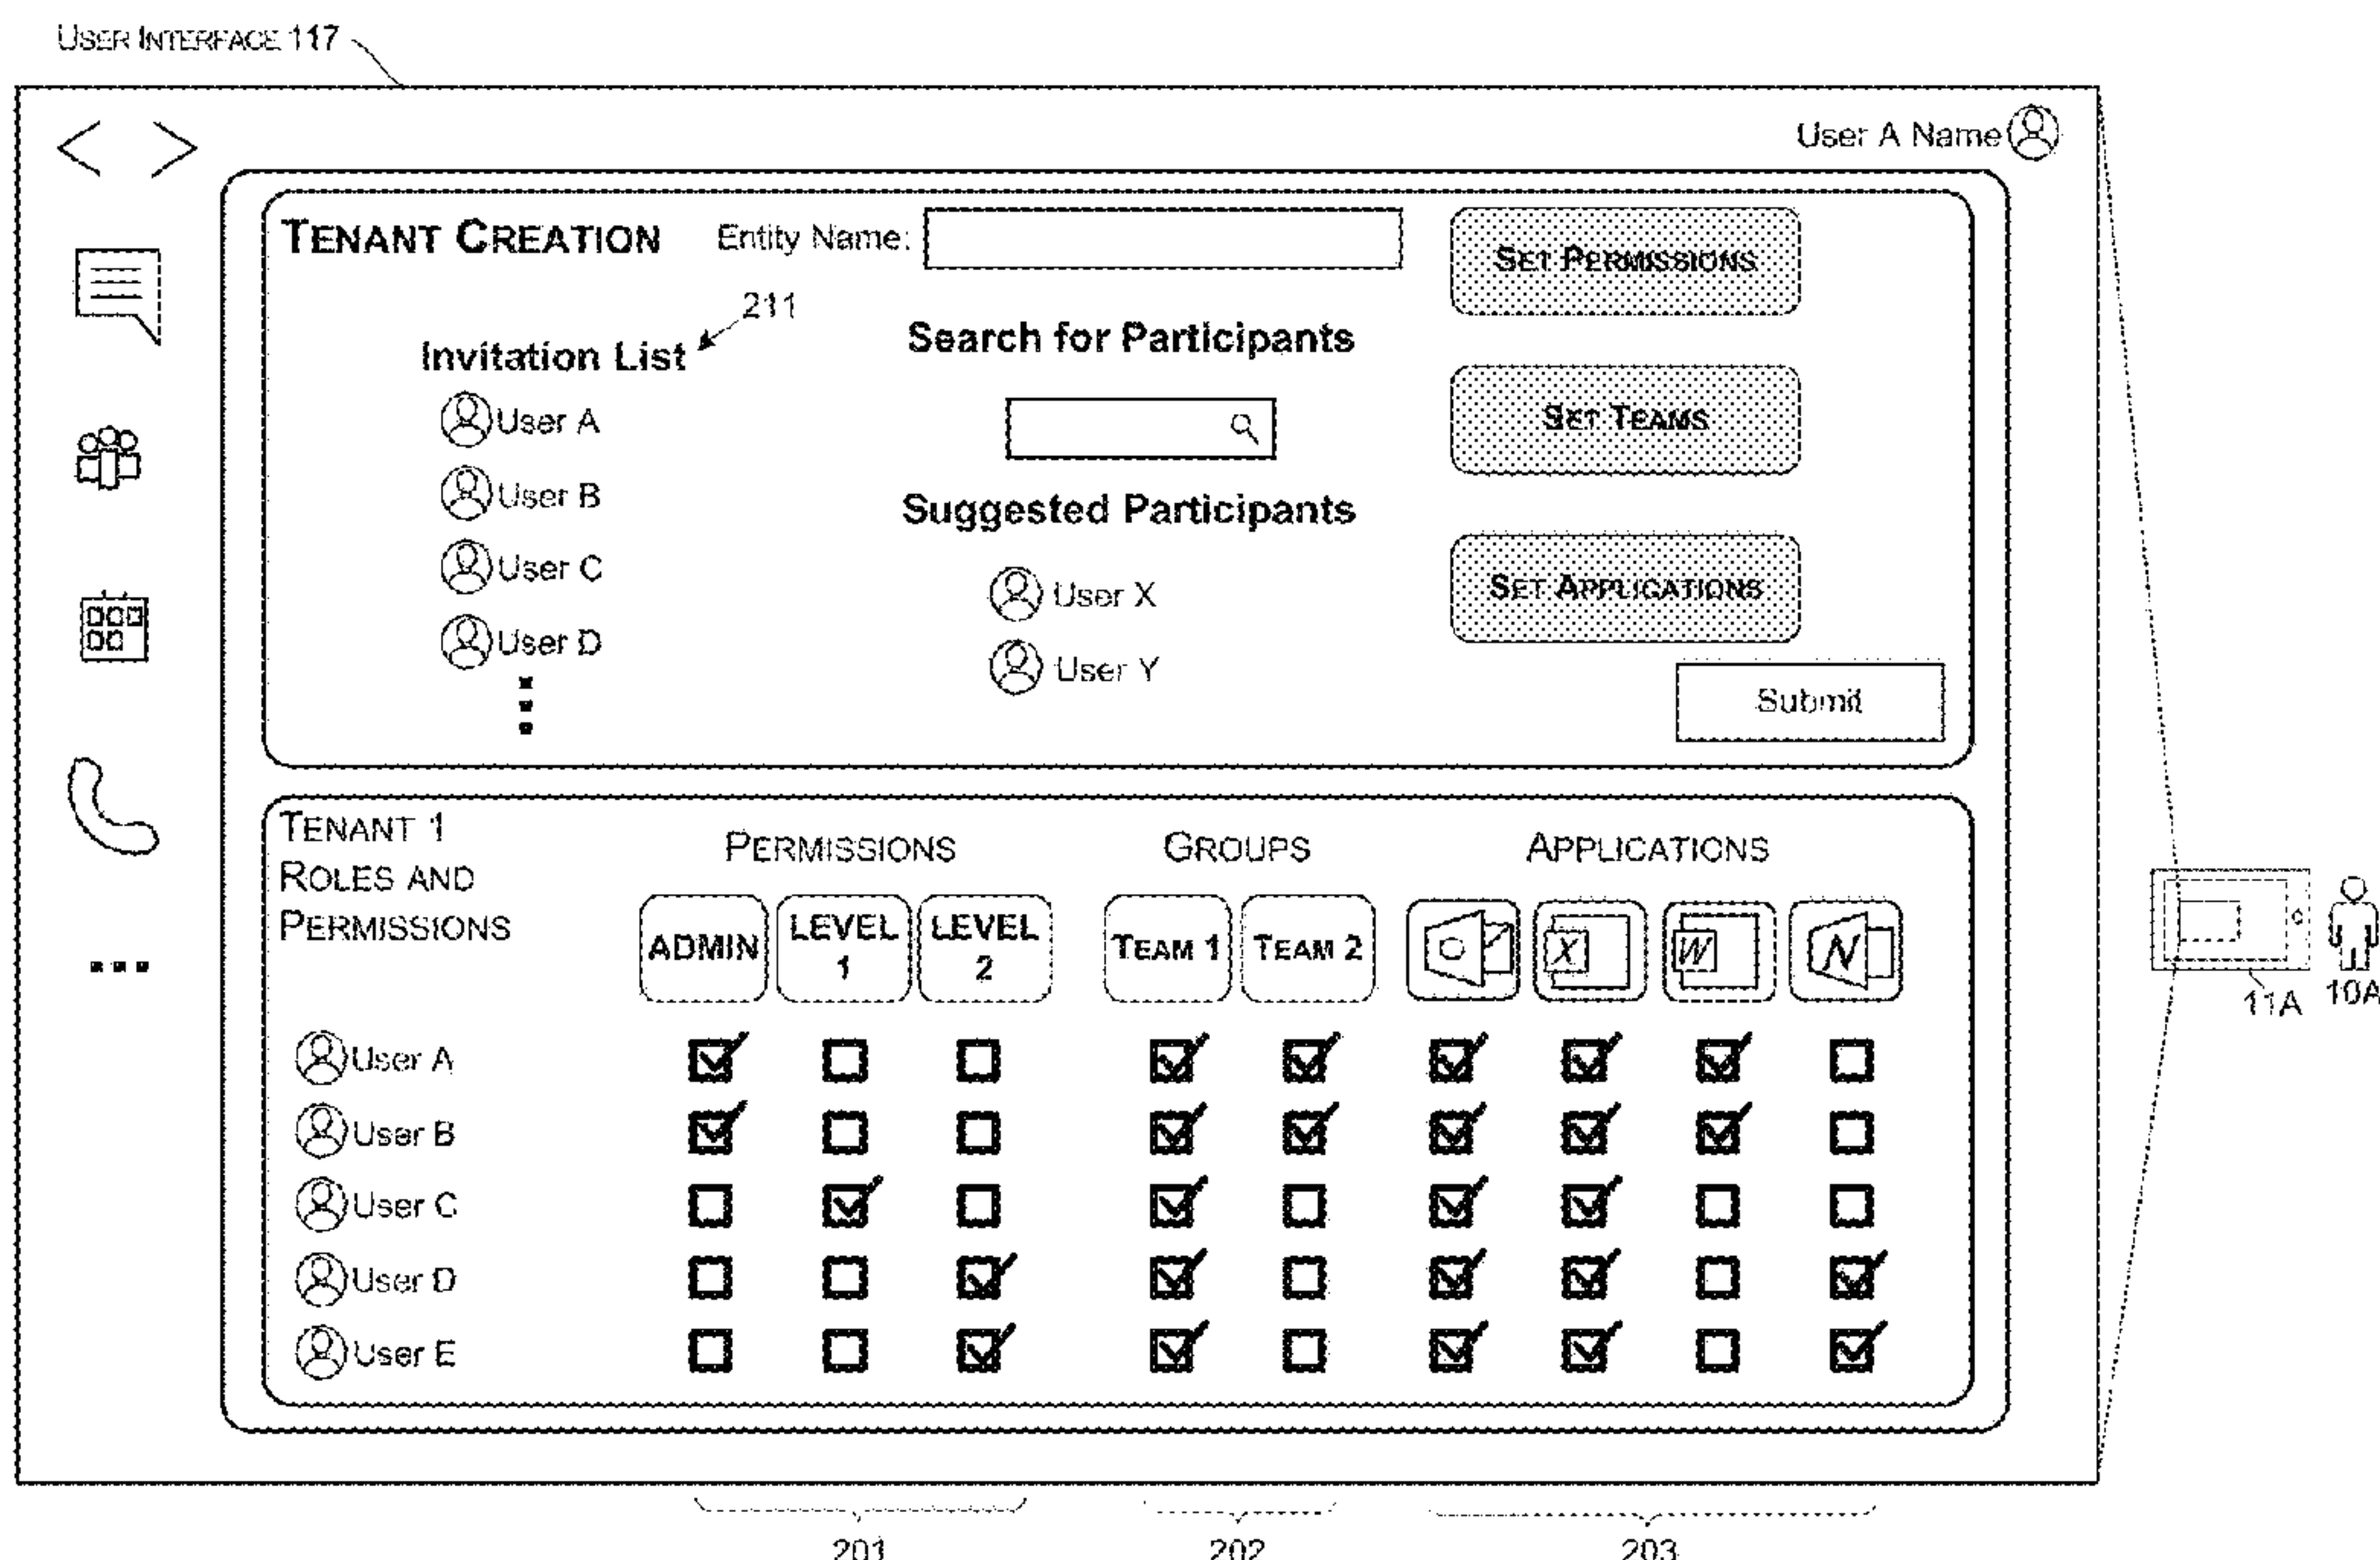 USER INTERFACE 117
User A Name
TENANT CREATION
Entity Name:
SET PERMISSIONS
211
Invitation List
Search for Participants
User A
SET TEAMS
User B
Suggested Participants
User C
User X
SET APPLICATIONS
User D
User Y
Submit
TENANT 1
ROLES AND
PERMISSIONS
PERMISSIONS
GROUPS
APPLICATIONS
ADMIN
LEVEL
1
LEVEL
2
TEAM 1
TEAM 2
O
X
W
N
11A
10A
User A
User B
User C
User D
User E
201
202
203